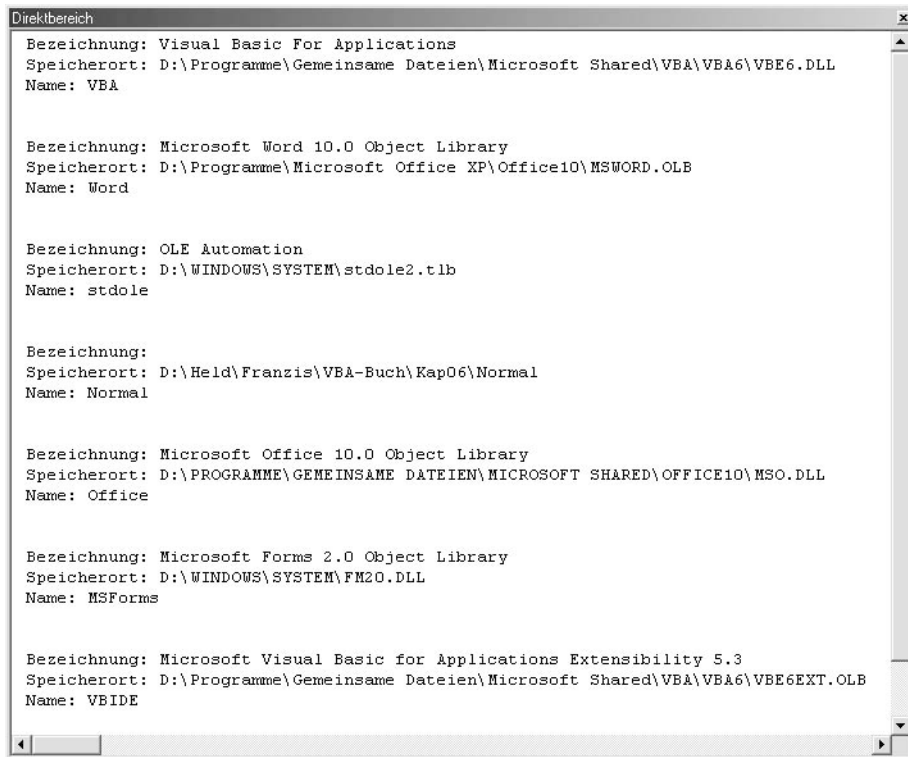 Direktbereich
Bezeichnung: Visual Basic For Applications
Speicherort: D:\Programme\Gemeinsame Dateien\Microsoft Shared\VBA\VBA6\VBE6.DLL
Name: VBA
Bezeichnung: Microsoft Word 10.0 Object Library
Speicherort: D:\Programme\Microsoft Office XP\Office10\MSWORD.OLB
Name: Word
Bezeichnung: OLE Automation
Speicherort: D:\WINDOWS\SYSTEM\stdole2.tlb
Name: stdole
Bezeichnung:
Speicherort: D:\Held\Franzis\VBA-Buch\Kap06\Normal
Name: Normal
Bezeichnung: Microsoft Office 10.0 Object Library
Speicherort: D:\PROGRAMME\GEMEINSAME DATEIEN\MICROSOFT SHARED\OFFICE10\MSO.DLL
Name: Office
Bezeichnung: Microsoft Forms 2.0 Object Library
Speicherort: D:\WINDOWS\SYSTEM\FM20.DLL
Name: MSForms
Bezeichnung: Microsoft Visual Basic for Applications Extensibility 5.3
Speicherort: D:\Programme\Gemeinsame Dateien\Microsoft Shared\VBA\VBA6\VBE6EXT.OLB
Name: VBIDE